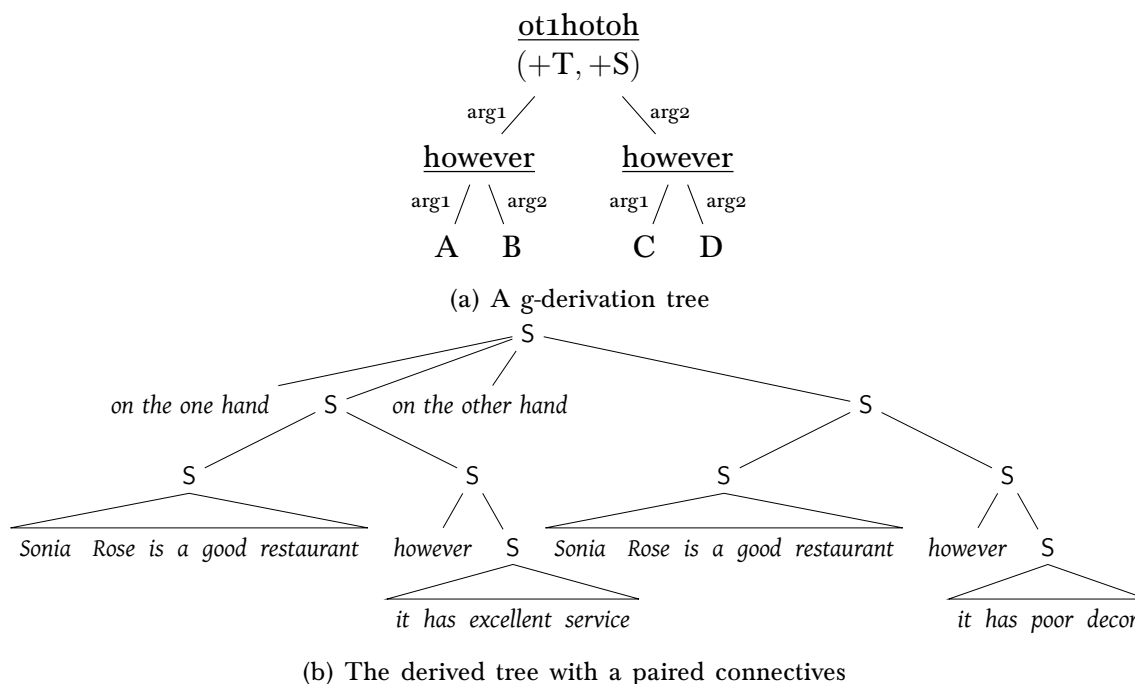 ot1hotoh
(+T, +S)
arg1 arg2
however however
arg1 arg2 arg1 arg2
A B C D
(a) A g-derivation tree
S
on the one hand S on the other hand S
S S S S
Sonia Rose is a good restaurant however S Sonia Rose is a good restaurant however S
it has excellent service it has poor decor
(b) The derived tree with a paired connectives